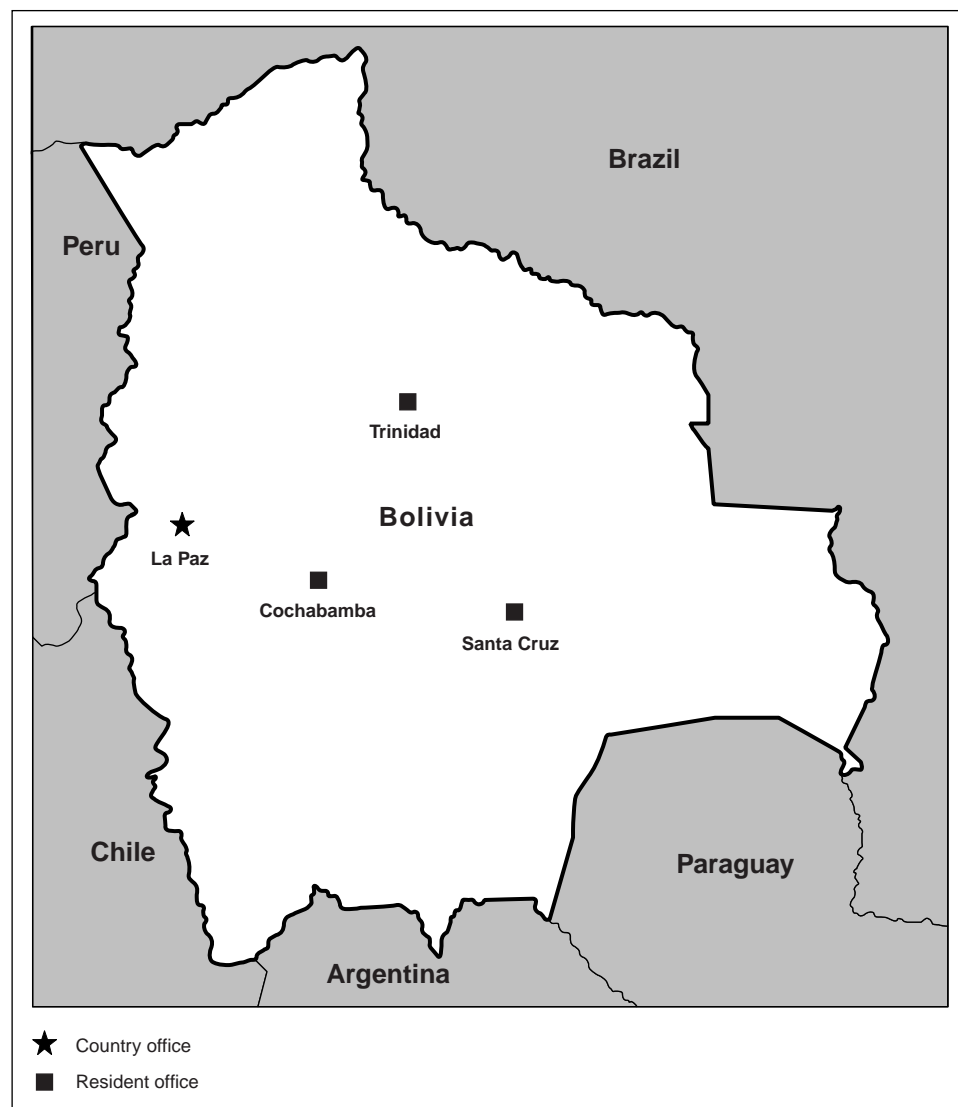 Brazil
Peru
Trinidad
Bolivia
La Paz
Cochabamba
Santa Cruz
Chile
Paraguay
Argentina
Country office
Resident office